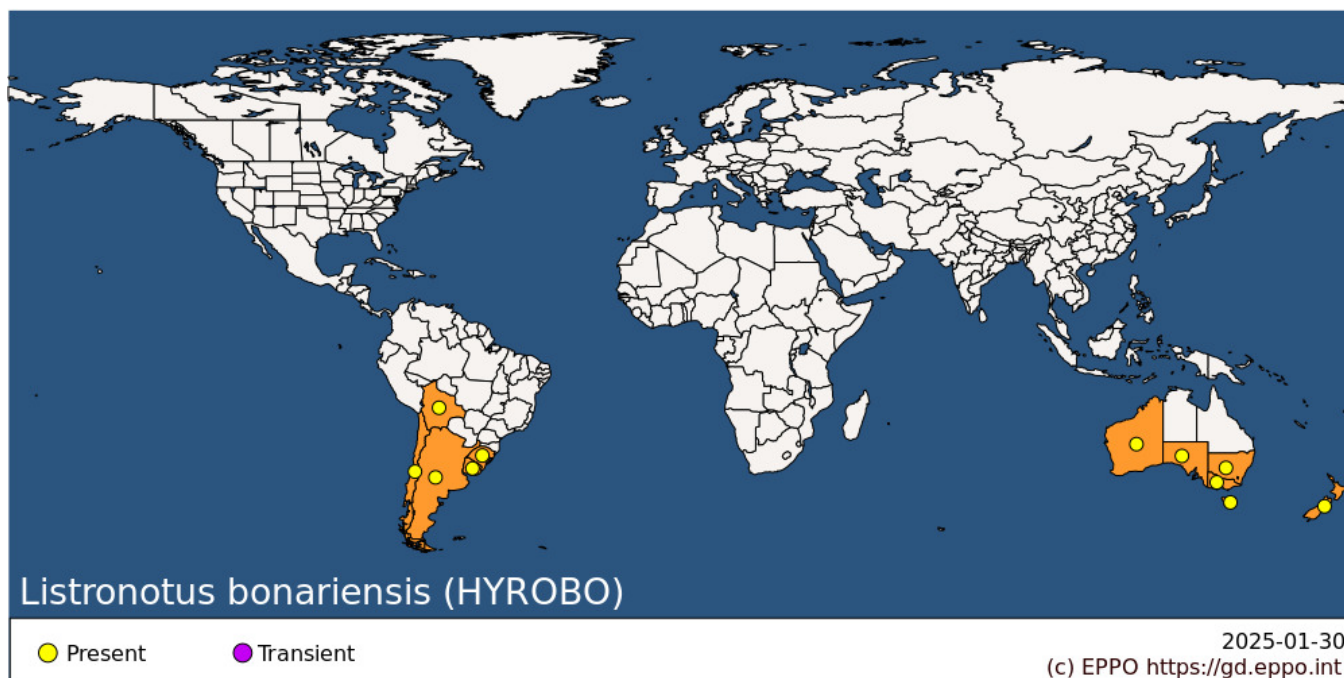 Listronotus bonariensis (HYROBO)
Present
Transient
2025-01-30
(c) EPPO https://gd.eppo.int